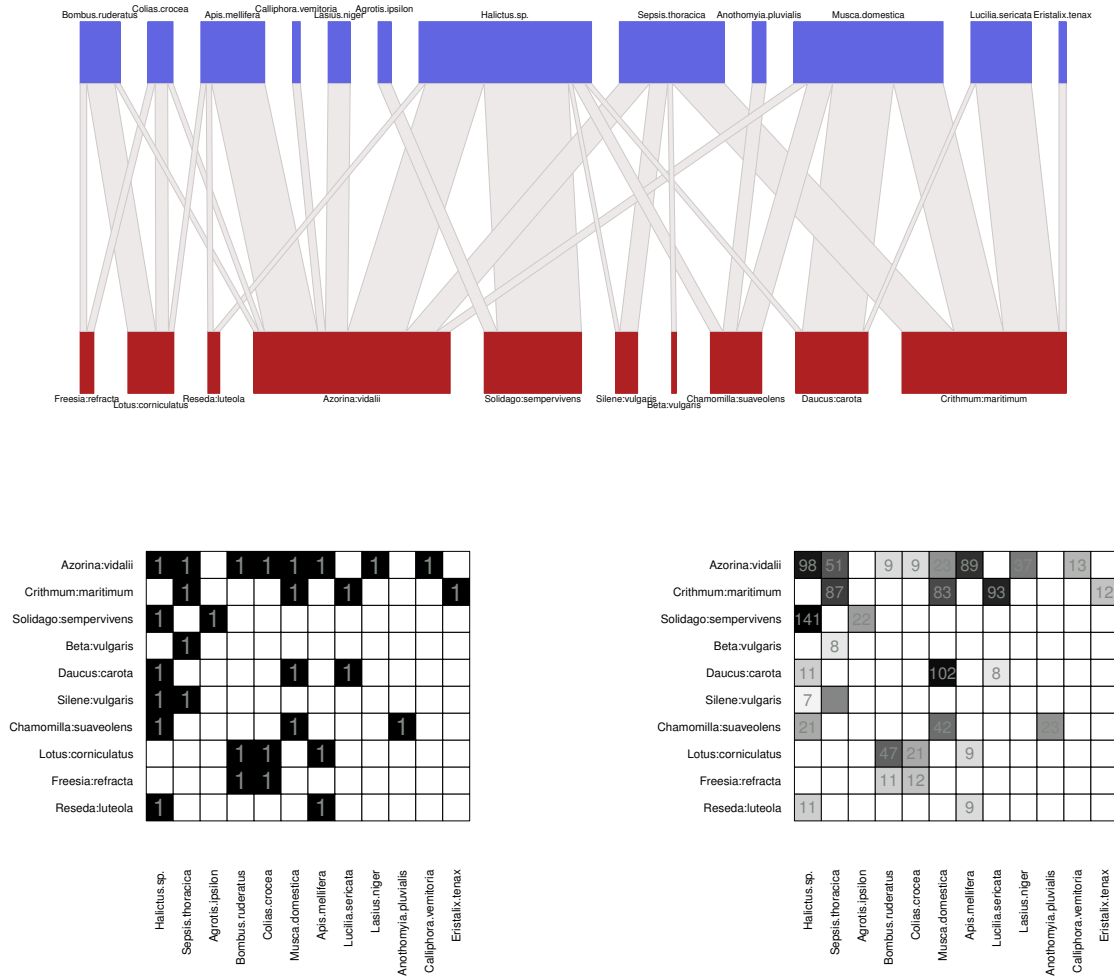 Bombus.ruderatus Colias.crocea Apis.mellifera Calliphora.vemitoria Lasius.niger Agrotis.ipsilon Halictus.sp. Sepsis.thoracica Anothomyia.pluvialis Musca.domestica Lucilia.sericata Eristalix.tenax
Freesia:refracta Lotus:corniculatus Reseda:luteola Azorina:vidalii Solidago:sempervivens Silene:vulgaris Beta:vulgaris Chamomilla:suaveolens Daucus:carota Crithmum:maritimum
Azorina:vidalii 1 1 1 1 1 1 1 1
Crithmum:maritimum 1 1 1 1
Solidago:sempervivens 1 1
Beta:vulgaris 1
Daucus:carota 1 1 1
Silene:vulgaris 1 1
Chamomilla:suaveolens 1 1 1
Lotus:corniculatus 1 1 1
Freesia:refracta 1 1
Reseda:luteola 1 1
Halictus.sp.
Sepsis.thoracica
Agrotis.ipsilon
Bombus.ruderatus
Colias.crocea
Musca.domestica
Apis.mellifera
Lucilia.sericata
Lasius.niger
Anothomyia.pluvialis
Calliphora.vemitoria
Eristalix.tenax
Azorina:vidalii 98 51 9 9 23 89 37 13
Crithmum:maritimum 87 83 93 12
Solidago:sempervivens 141 22
Beta:vulgaris 8
Daucus:carota 11 102 8
Silene:vulgaris 7
Chamomilla:suaveolens 21 42 23
Lotus:corniculatus 47 21 9
Freesia:refracta 11 12
Reseda:luteola 11 9
Halictus.sp.
Sepsis.thoracica
Agrotis.ipsilon
Bombus.ruderatus
Colias.crocea
Musca.domestica
Apis.mellifera
Lucilia.sericata
Lasius.niger
Anothomyia.pluvialis
Calliphora.vemitoria
Eristalix.tenax